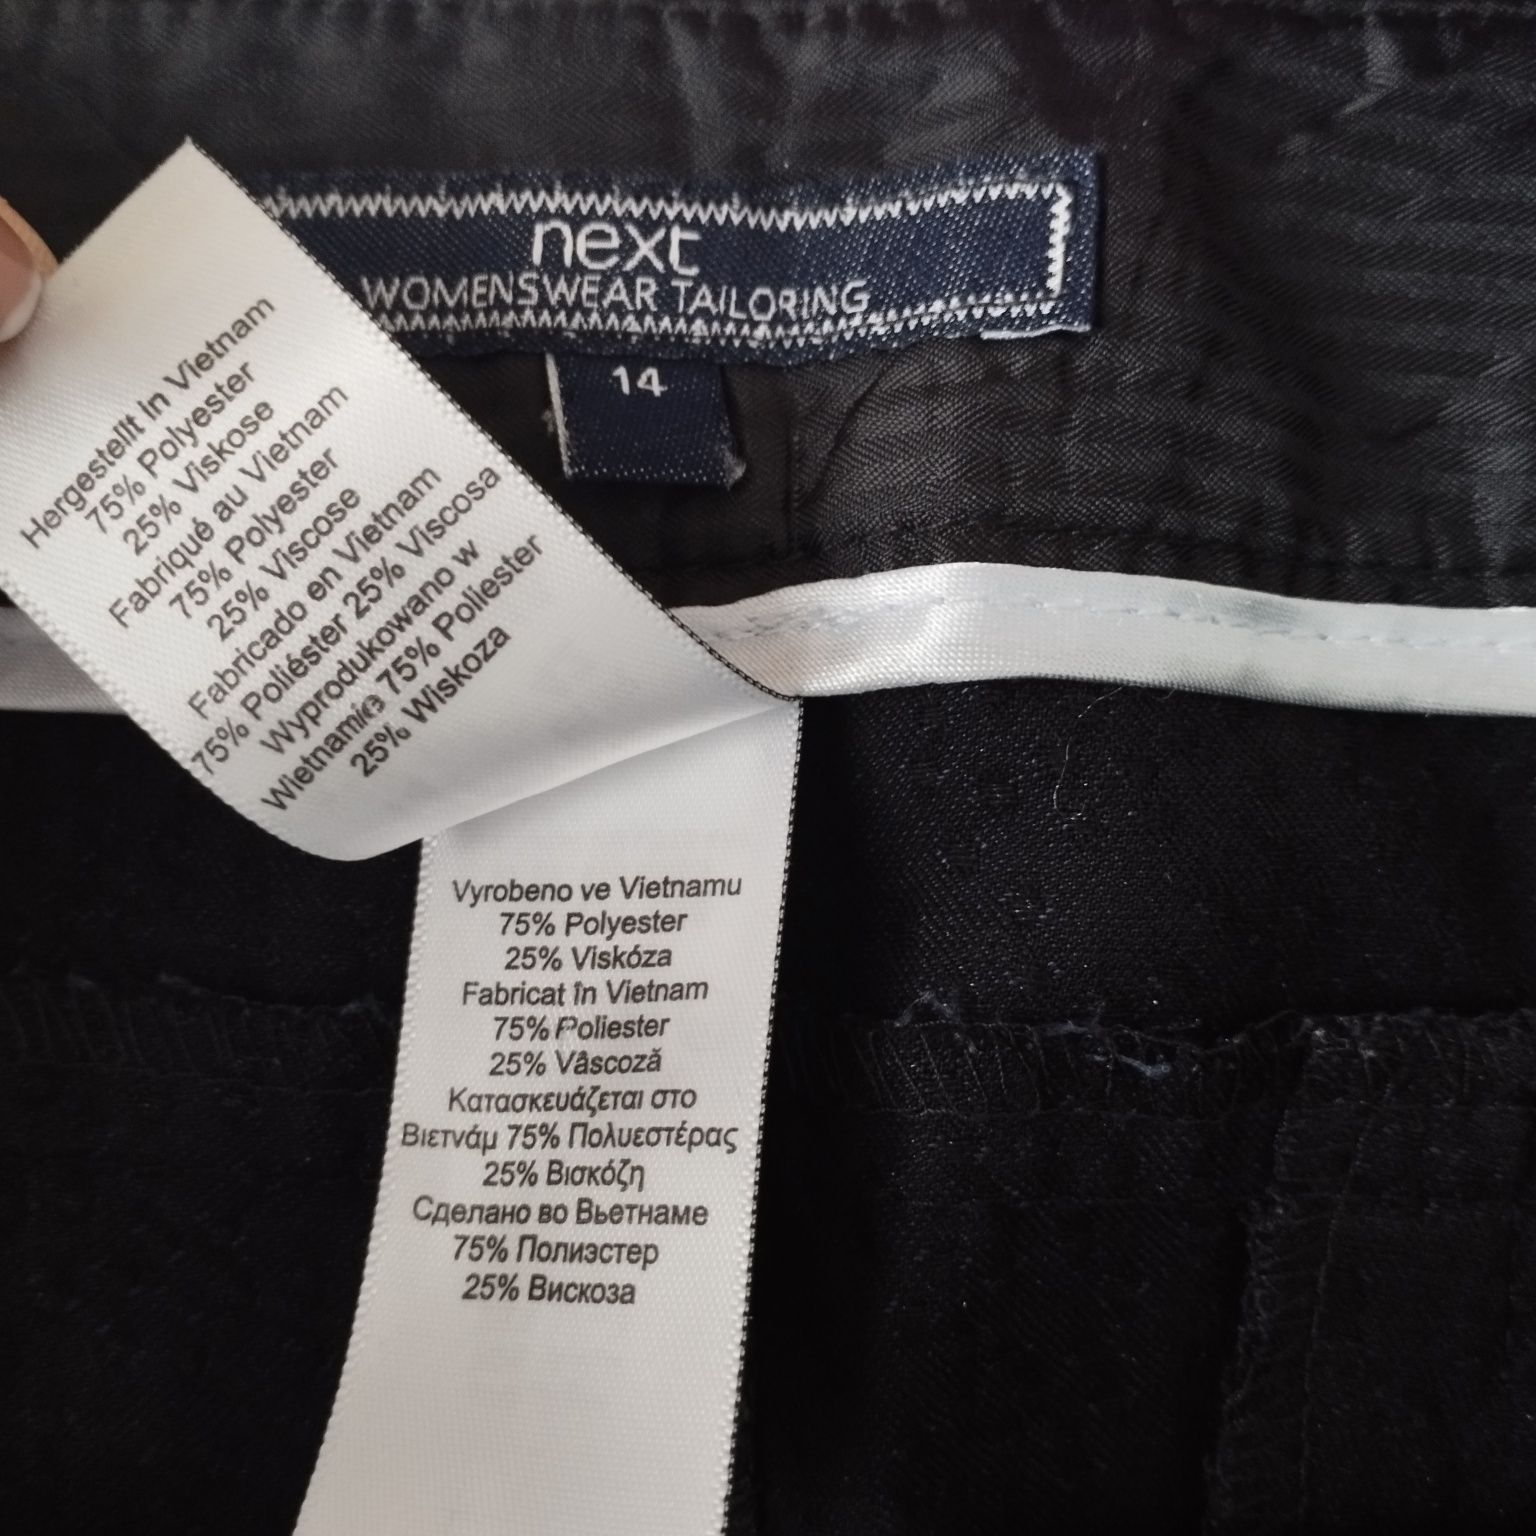 next
WOMENSWEAR TAILORING
14
Hergestellt In Vietnam
75% Polyester
25% Viskose
Fabriqué au Vietnam
75% Polyester
25% Viscose
Fabricado en Vietnam
75% Poliéster 25% Viscosa
Wyprodukowano w
Wietnamie 75% Poliester
25% Wiskoza
Vyrobeno ve Vietnamu
75% Polyester
25% Viskóza
Fabricat în Vietnam
75% Poliester
25% Vâscoză
Κατασκευάζεται στο
Βιετνάμ 75% Πολυεστέρας
25% Βισκόζη
Сделано во Вьетнаме
75% Полиэстер
25% Вискоза